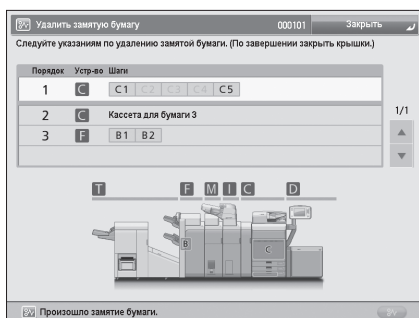 Удалить замятую бумагу 000101 Закрыть
Следуйте указаниям по удалению замятой бумаги. (По завершении закрыть крышки.)
Порядок Устр-во Шаги
1 C C1 C2 C3 C4 C5
2 C Кассета для бумаги 3
3 F B1 B2
1/1
T F M I C D
B C
Произошло замятие бумаги.